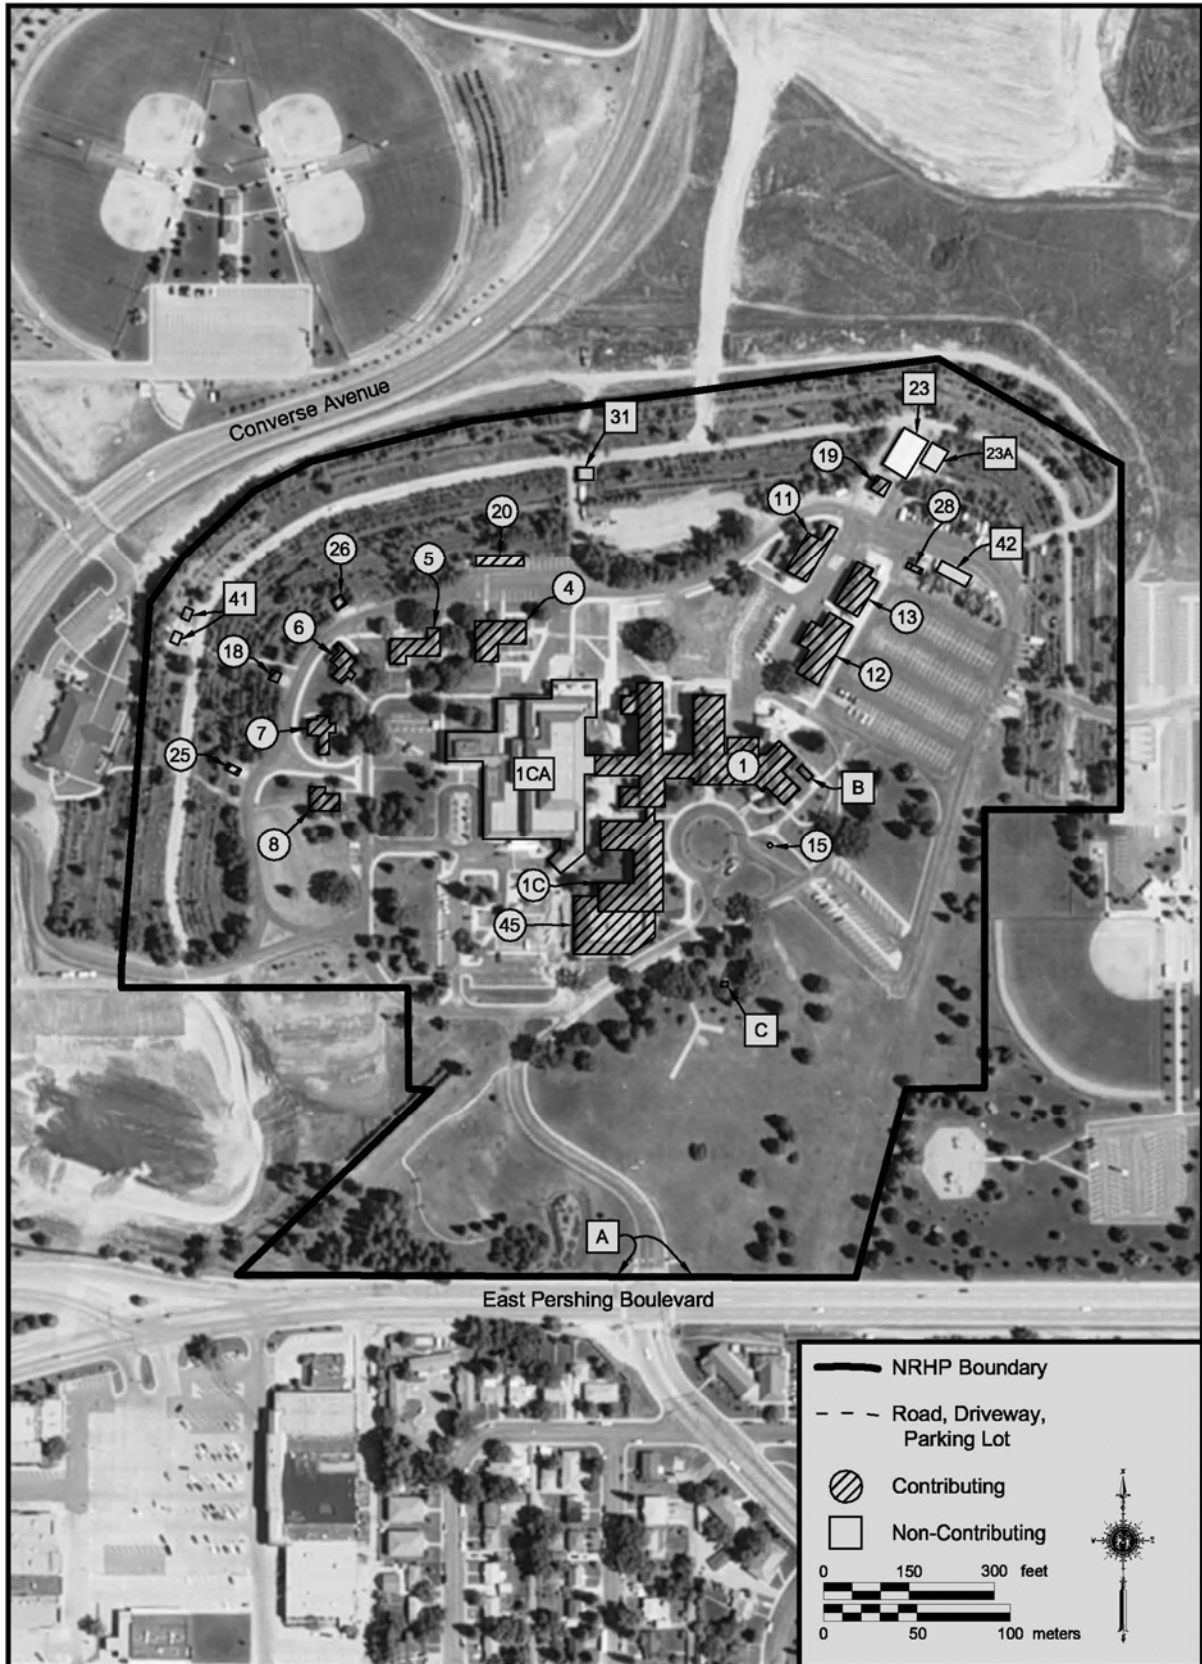 Converse Avenue
31
23
23A
19
11
28
42
20
26
5
4
41
6
13
18
12
7
1CA
1
25
B
8
15
1C
45
C
A
East Pershing Boulevard
NRHP Boundary
Road, Driveway,
Parking Lot
Contributing
Non-Contributing
0 150 300 feet
0 50 100 meters